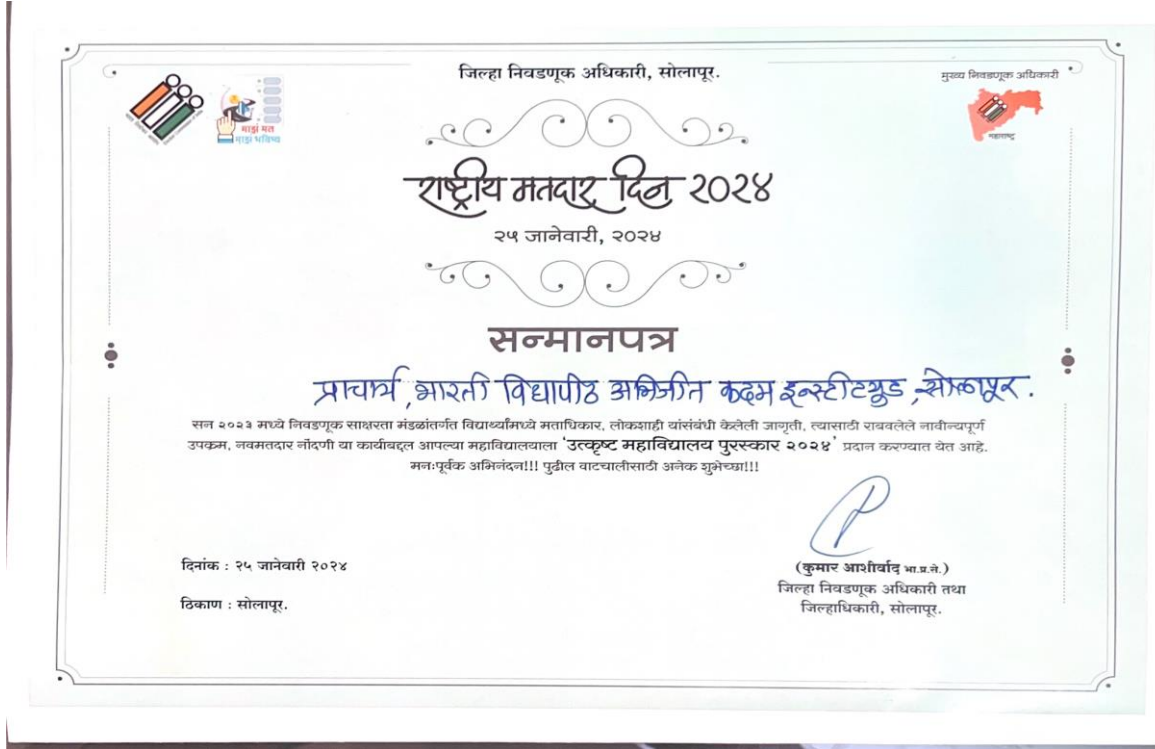 जिल्हा निवडणूक अधिकारी, सोलापूर.
मुख्य निवडणूक अधिकारी
माझं मत
माझं भविष्य
महाराष्ट्र
राष्ट्रीय मतदार दिन २०२४
२५ जानेवारी, २०२४
सन्मानपत्र
प्राचार्य, भारती विद्यापीठ अभिजीत कदम इन्स्टीटयुड, सोलापूर.
सन २०२३ मध्ये निवडणूक साक्षरता मंडळांतर्गत विद्यार्थ्यांमध्ये मताधिकार, लोकशाही यांसंबंधी केलेली जागृती, त्यासाठी राबवलेले नावीन्यपूर्ण
उपक्रम, नवमतदार नोंदणी या कार्याबद्दल आपल्या महाविद्यालयाला 'उत्कृष्ट महाविद्यालय पुरस्कार २०२४' प्रदान करण्यात येत आहे.
मनःपूर्वक अभिनंदन!!! पुढील वाटचालीसाठी अनेक शुभेच्छा!!!
दिनांक : २५ जानेवारी २०२४
ठिकाण : सोलापूर.
(कुमार आशीर्वाद भा.प्र.से.)
जिल्हा निवडणूक अधिकारी तथा
जिल्हाधिकारी, सोलापूर.